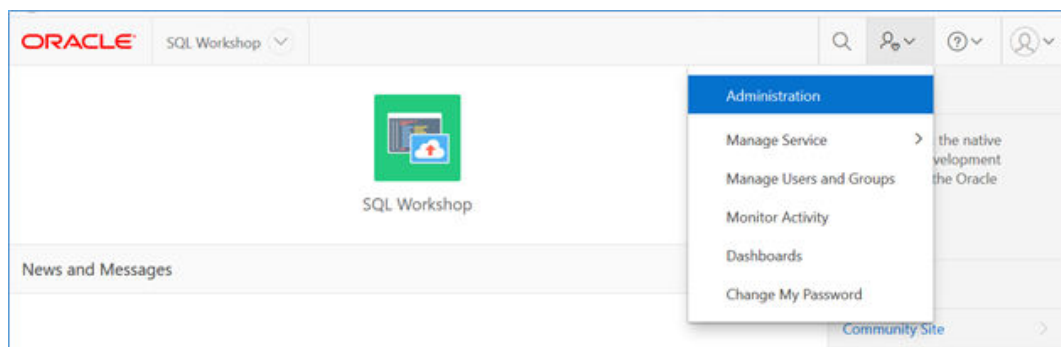 ORACLE SQL Workshop
Administration
Manage Service
Manage Users and Groups
Monitor Activity
Dashboards
Change My Password
SQL Workshop
the native
velopment
the Oracle
News and Messages
Community Site